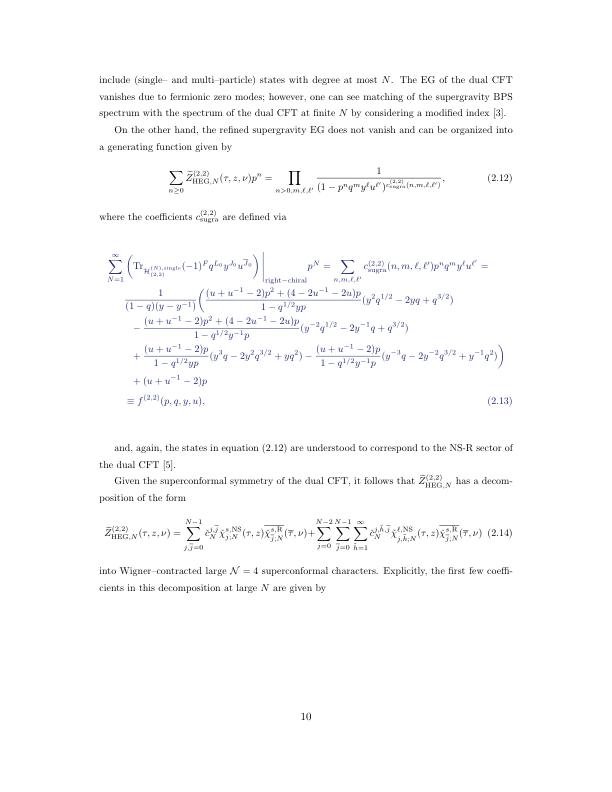 include (single– and multi–particle) states with degree at most N. The EG of the dual CFT
vanishes due to fermionic zero modes; however, one can see matching of the supergravity BPS
spectrum with the spectrum of the dual CFT at finite N by considering a modified index [3].
On the other hand, the refined supergravity EG does not vanish and can be organized into
a generating function given by
$$\sum_{n\geq 0} \widetilde{Z}^{(2,2)}_{\mathrm{HEG},N}(\tau,z,\nu)p^n = \prod_{n>0,m,\ell,\ell'} \frac{1}{(1-p^n q^m y^\ell u^{\ell'})^{c^{(2,2)}_{\mathrm{sugra}}(n,m,\ell,\ell')}}, \quad (2.12)$$
where the coefficients $c^{(2,2)}_{\mathrm{sugra}}$ are defined via
$$\sum_{N=1}^{\infty} \left( \mathrm{Tr}_{\mathcal{H}^{(N),\mathrm{single}}_{(2,2)}} (-1)^F q^{L_0} y^{J_0} u^{\overline{J}_0} \right) \bigg|_{\text{right-chiral}} p^N = \sum_{n,m,\ell,\ell'} c^{(2,2)}_{\mathrm{sugra}}(n,m,\ell,\ell')p^n q^m y^\ell u^{\ell'} =$$
$$\frac{1}{(1-q)(y-y^{-1})} \bigg( \frac{(u+u^{-1}-2)p^2+(4-2u^{-1}-2u)p}{1-q^{1/2}yp} (y^2q^{1/2}-2yq+q^{3/2})$$
$$- \frac{(u+u^{-1}-2)p^2+(4-2u^{-1}-2u)p}{1-q^{1/2}y^{-1}p} (y^{-2}q^{1/2}-2y^{-1}q+q^{3/2})$$
$$+ \frac{(u+u^{-1}-2)p}{1-q^{1/2}yp} (y^3q-2y^2q^{3/2}+yq^2) - \frac{(u+u^{-1}-2)p}{1-q^{1/2}y^{-1}p} (y^{-3}q-2y^{-2}q^{3/2}+y^{-1}q^2) \bigg)$$
$$+ (u+u^{-1}-2)p$$
$$\equiv f^{(2,2)}(p,q,y,u), \quad (2.13)$$
and, again, the states in equation (2.12) are understood to correspond to the NS-R sector of
the dual CFT [5].
Given the superconformal symmetry of the dual CFT, it follows that $\widetilde{Z}^{(2,2)}_{\mathrm{HEG},N}$ has a decom-
position of the form
$$\widetilde{Z}^{(2,2)}_{\mathrm{HEG},N}(\tau,z,\nu) = \sum_{j,\overline{j}=0}^{N-1} \tilde{c}^{j,\overline{j}}_N \tilde{\chi}^{s,\mathrm{NS}}_{j;N}(\tau,z) \overline{\tilde{\chi}^{s,\mathrm{R}}_{\overline{j};N}}(\overline{\tau},\nu) + \sum_{j=0}^{N-2} \sum_{\overline{j}=0}^{N-1} \sum_{\tilde{h}=1}^{\infty} \tilde{c}^{j,\tilde{h},\overline{j}}_N \tilde{\chi}^{\ell,\mathrm{NS}}_{j,\tilde{h};N}(\tau,z) \overline{\tilde{\chi}^{s,\mathrm{R}}_{\overline{j};N}}(\overline{\tau},\nu) \quad (2.14)$$
into Wigner–contracted large $\mathcal{N}=4$ superconformal characters. Explicitly, the first few coeffi-
cients in this decomposition at large N are given by
10